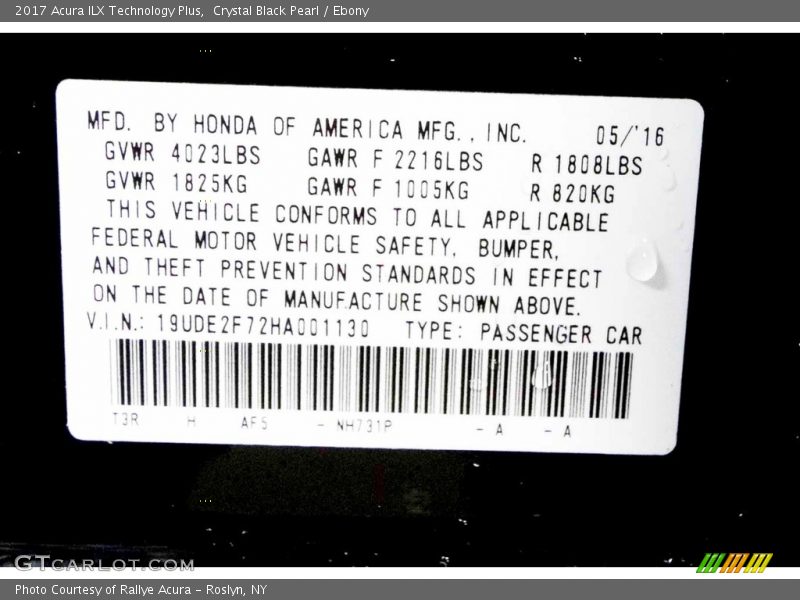 2017 Acura ILX Technology Plus,  Crystal Black Pearl / Ebony
MFD. BY HONDA OF AMERICA MFG., INC. 05/'16
GVWR 4023LBS GAWR F 2216LBS R 1808LBS
GVWR 1825KG GAWR F 1005KG R 820KG
THIS VEHICLE CONFORMS TO ALL APPLICABLE
FEDERAL MOTOR VEHICLE SAFETY, BUMPER,
AND THEFT PREVENTION STANDARDS IN EFFECT
ON THE DATE OF MANUFACTURE SHOWN ABOVE.
V.I.N.: 19UDE2F72HA001130 TYPE: PASSENGER CAR
T3R H AF5 - NH731P - A - A
GTCARLOT.COM
Photo Courtesy of Rallye Acura - Roslyn, NY